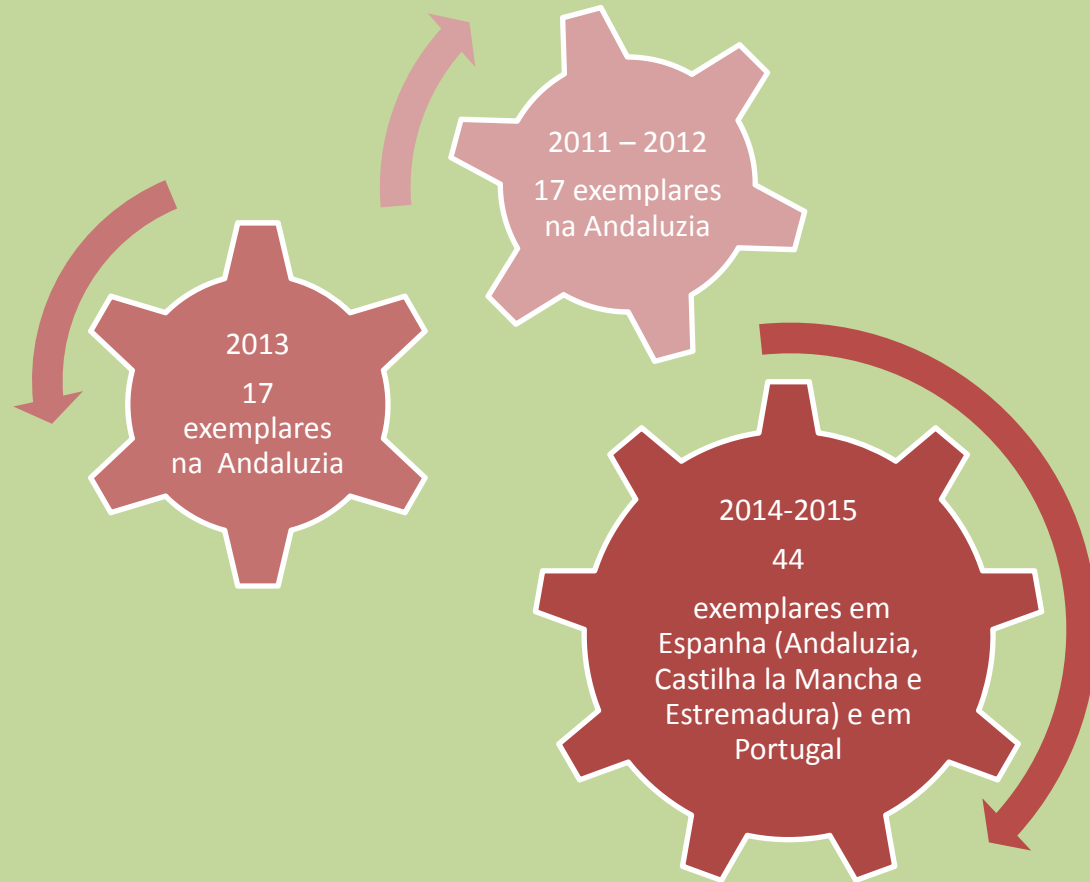 2011 – 2012
17 exemplares
na Andaluzia
2013
17
exemplares
na Andaluzia
2014-2015
44
exemplares em
Espanha (Andaluzia,
Castilha la Mancha e
Estremadura) e em
Portugal